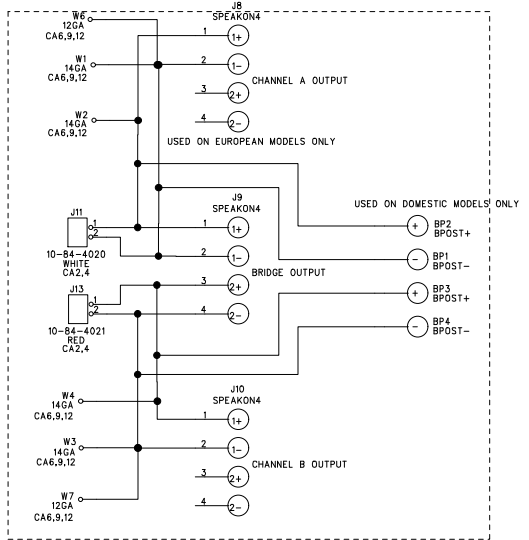 J8
SPEAKON4
W6
12GA
CA6,9,12
1
1+
W1
14GA
CA6,9,12
2
1-
CHANNEL A OUTPUT
3
2+
W2
14GA
CA6,9,12
4
2-
USED ON EUROPEAN MODELS ONLY
USED ON DOMESTIC MODELS ONLY
J11
1
2
10-84-4020
WHITE
CA2,4
J9
SPEAKON4
1
1+
2
1-
BRIDGE OUTPUT
3
2+
4
2-
+
BP2
BPOST+
-
BP1
BPOST-
+
BP3
BPOST+
-
BP4
BPOST-
J13
1
2
10-84-4021
RED
CA2,4
J10
SPEAKON4
W4
14GA
CA6,9,12
1
1+
W3
14GA
CA6,9,12
2
1-
CHANNEL B OUTPUT
3
2+
W7
12GA
CA6,9,12
4
2-